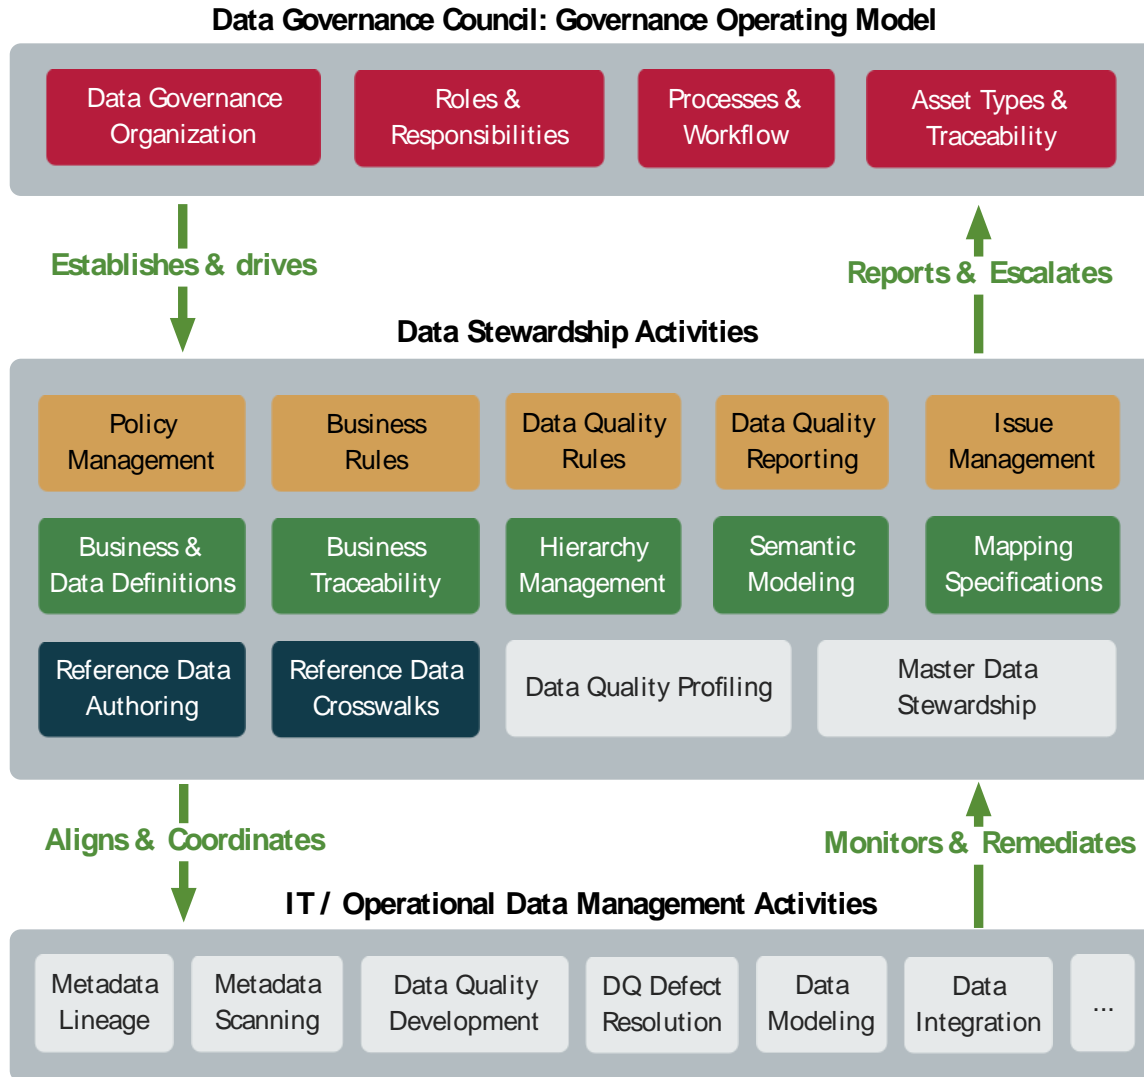 Data Governance Council: Governance Operating Model
Data Governance
Organization
Roles &
Responsibilities
Processes &
Workflow
Asset Types &
Traceability
Establishes & drives
Reports & Escalates
Data Stewardship Activities
Policy
Management
Business
Rules
Data Quality
Rules
Data Quality
Reporting
Issue
Management
Business &
Data Definitions
Business
Traceability
Hierarchy
Management
Semantic
Modeling
Mapping
Specifications
Reference Data
Authoring
Reference Data
Crosswalks
Data Quality Profiling
Master Data
Stewardship
Aligns & Coordinates
Monitors & Remediates
IT / Operational Data Management Activities
Metadata
Lineage
Metadata
Scanning
Data Quality
Development
DQ Defect
Resolution
Data
Modeling
Data
Integration
...